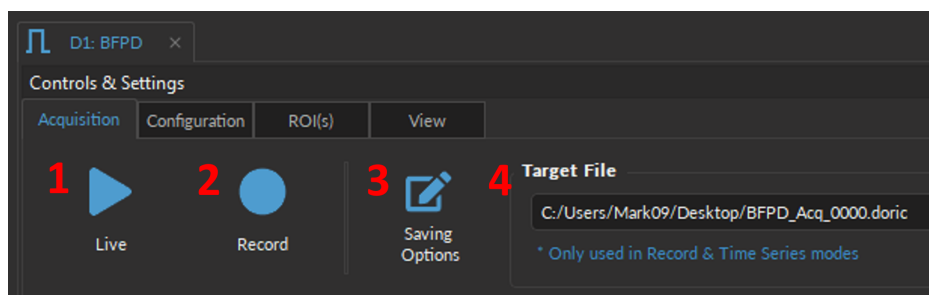 D1: BFPD ×
Controls & Settings
Acquisition Configuration ROI(s) View
1 2 3 4
Target File
C:/Users/Mark09/Desktop/BFPD_Acq_0000.doric
* Only used in Record & Time Series modes
Live Record Saving
Options